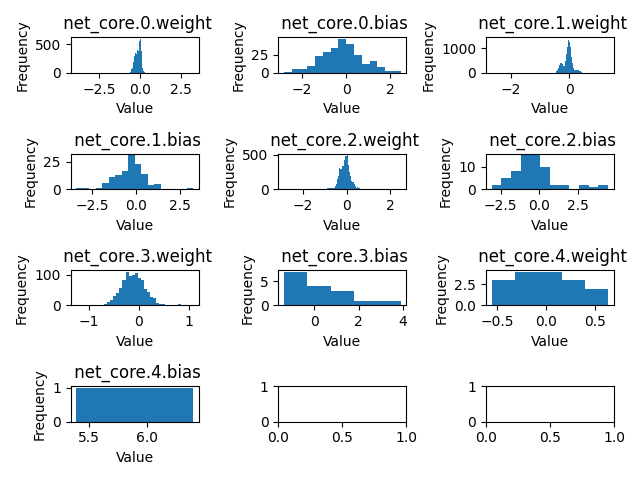 net_core.0.weight
net_core.0.bias
net_core.1.weight
Frequency
500
0
−2.5
0.0
2.5
Value
Frequency
25
0
−2
0
2
Value
Frequency
1000
0
−2
0
Value
net_core.1.bias
net_core.2.weight
net_core.2.bias
Frequency
25
0
−2.5
0.0
2.5
Value
Frequency
500
0
−2
0
2
Value
Frequency
10
0
−2.5
0.0
2.5
Value
net_core.3.weight
net_core.3.bias
net_core.4.weight
Frequency
100
0
−1
0
1
Value
Frequency
5
0
0
2
4
Value
Frequency
2.5
0.0
−0.5
0.0
0.5
Value
net_core.4.bias
Frequency
1
0
5.5
6.0
Value
1
0
0.0
0.5
1.0
1
0
0.0
0.5
1.0